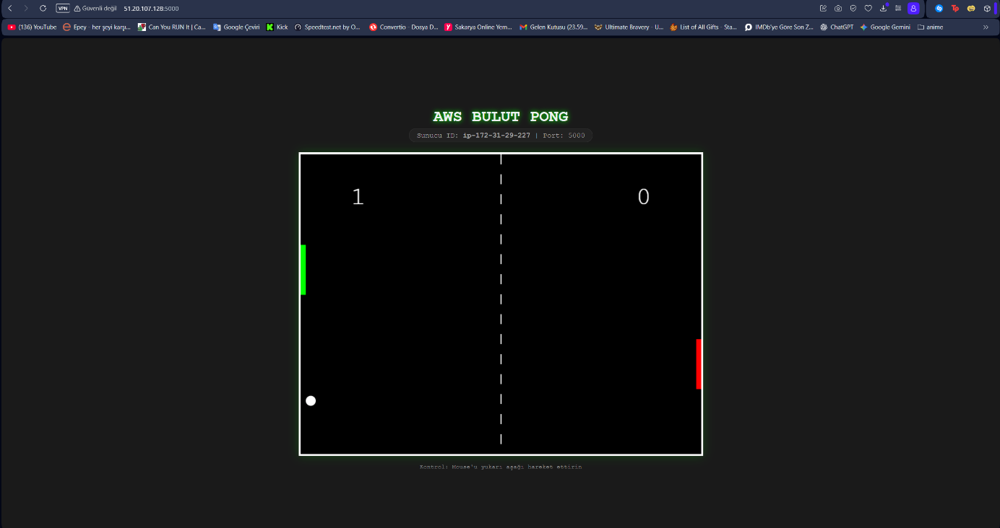 VPN Güvenli değil 51.20.107.128:5000
(136) YouTube Epey - her şeyi karşı... Can You RUN It | Ca... Google Çeviri Kick Speedtest.net by O... Convertio - Dosya D... Sakarya Online Yem... Gelen Kutusu (23.59... Ultimate Bravery - U... List of All Gifts - Sta... IMDb'ye Göre Son Z... ChatGPT Google Gemini anime
AWS BULUT PONG
Sunucu ID: ip-172-31-29-227 | Port: 5000
1 0
Kontrol: Mouse'u yukarı aşağı hareket ettirin